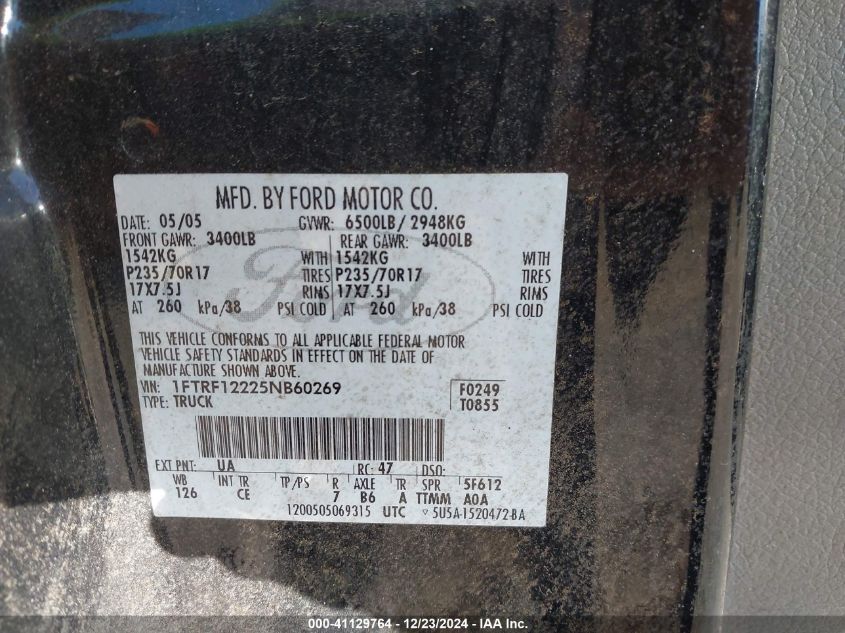 MFD. BY FORD MOTOR CO.
DATE: 05/05 GVWR: 6500LB/ 2948KG
FRONT GAWR: 3400LB REAR GAWR: 3400LB
1542KG WITH 1542KG WITH
P235/70R17 TIRES P235/70R17 TIRES
17X7.5J RIMS 17X7.5J RIMS
AT 260 kPa/38 PSI COLD AT 260 kPa/38 PSI COLD
Ford
THIS VEHICLE CONFORMS TO ALL APPLICABLE FEDERAL MOTOR
VEHICLE SAFETY STANDARDS IN EFFECT ON THE DATE OF
MANUFACTURE SHOWN ABOVE.
VIN: 1FTRF12225NB60269 F0249
TYPE: TRUCK T0855
EXT PNT: UA RC: 47 DSO:
WB INT TR TP/PS R AXLE TR SPR 5F612
126 CE 7 B6 A TTMM A0A
1200505069315 UTC ▽ 5U5A-1520472-BA
000-41129764 - 12/23/2024 - IAA Inc.